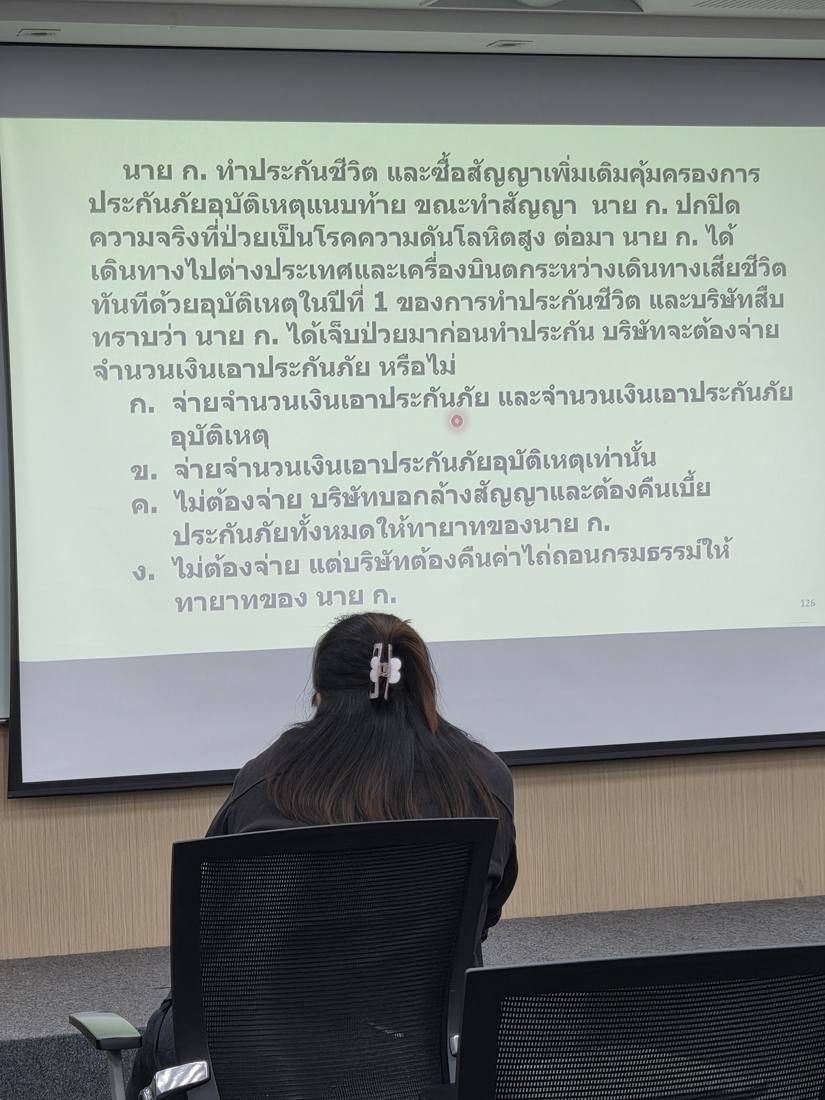 นาย ก. ทำประกันชีวิต และซื้อสัญญาเพิ่มเติมคุ้มครองการ
ประกันภัยอุบัติเหตุแนบท้าย ขณะทำสัญญา นาย ก. ปกปิด
ความจริงที่ป่วยเป็นโรคความดันโลหิตสูง ต่อมา นาย ก. ได้
เดินทางไปต่างประเทศและเครื่องบินตกระหว่างเดินทางเสียชีวิต
ทันทีด้วยอุบัติเหตุในปีที่ 1 ของการทำประกันชีวิต และบริษัทสืบ
ทราบว่า นาย ก. ได้เจ็บป่วยมาก่อนทำประกัน บริษัทจะต้องจ่าย
จำนวนเงินเอาประกันภัย หรือไม่
ก. จ่ายจำนวนเงินเอาประกันภัย และจำนวนเงินเอาประกันภัย
อุบัติเหตุ
ข. จ่ายจำนวนเงินเอาประกันภัยอุบัติเหตุเท่านั้น
ค. ไม่ต้องจ่าย บริษัทบอกล้างสัญญาและต้องคืนเบี้ย
ประกันภัยทั้งหมดให้ทายาทของนาย ก.
ง. ไม่ต้องจ่าย แต่บริษัทต้องคืนค่าไถ่ถอนกรมธรรม์ให้
ทายาทของ นาย ก.
126